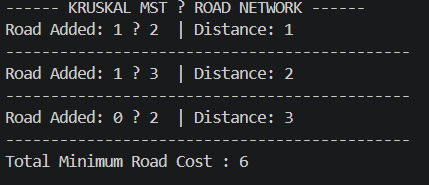 ------ KRUSKAL MST ? ROAD NETWORK ------
Road Added: 1 ? 2  | Distance: 1
---------------------------------------------
Road Added: 1 ? 3  | Distance: 2
---------------------------------------------
Road Added: 0 ? 2  | Distance: 3
---------------------------------------------
Total Minimum Road Cost : 6